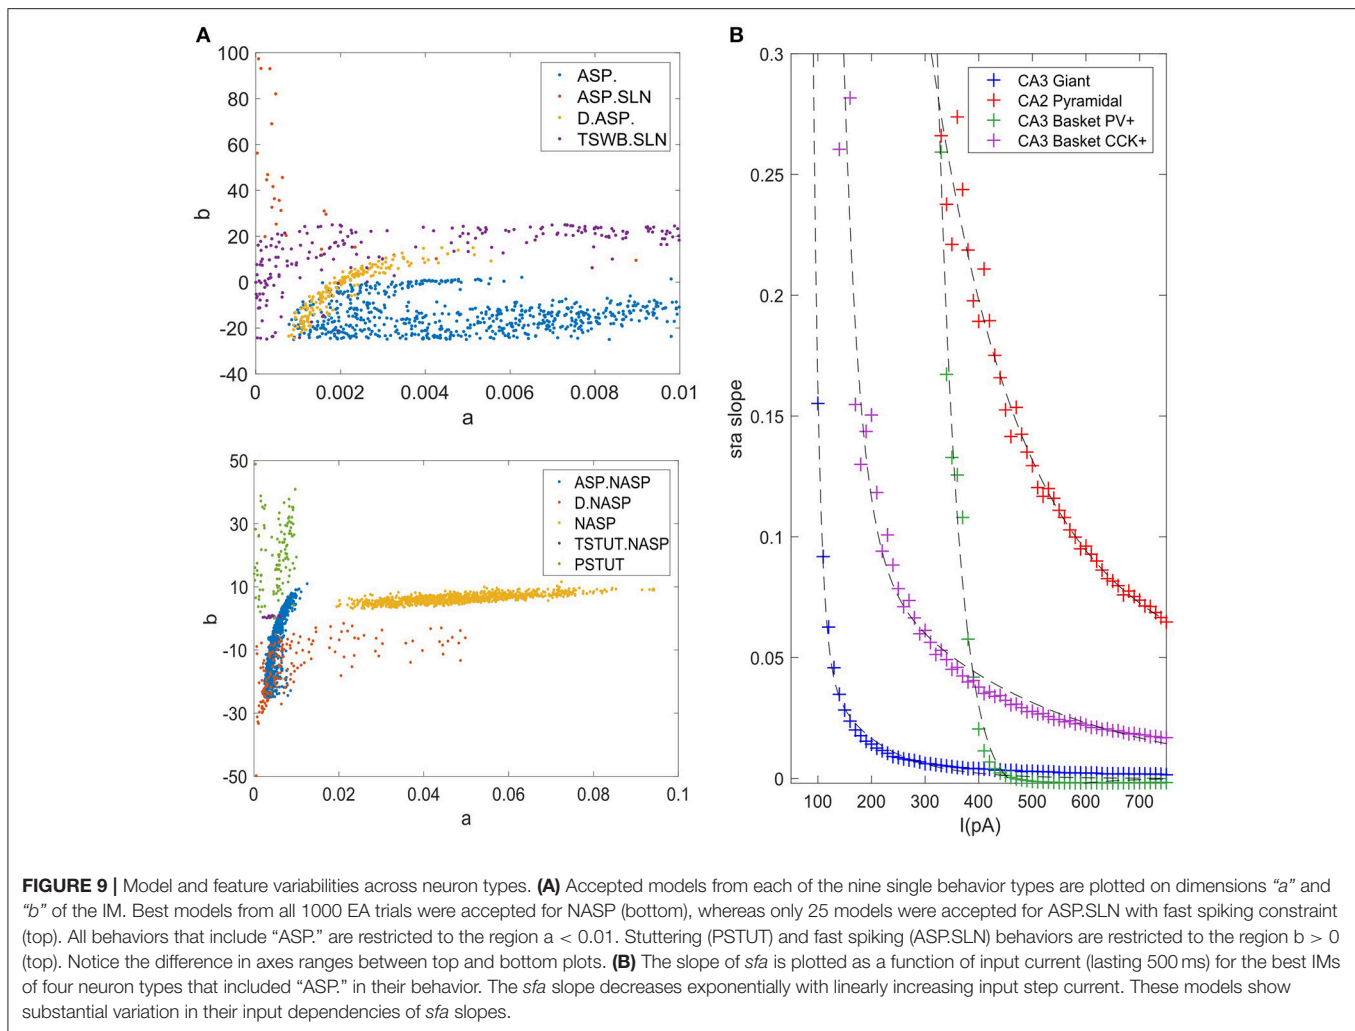 A
100
80
60
40
20
0
-20
-40
b
0
0.002
0.004
0.006
0.008
0.01
a
ASP.
ASP.SLN
D.ASP.
TSWB.SLN
50
30
10
-10
-30
-50
b
0
0.02
0.04
0.06
0.08
0.1
a
ASP.NASP
D.NASP
NASP
TSTUT.NASP
PSTUT
B
0.3
0.25
0.2
0.15
0.1
0.05
0
sfa slope
100
200
300
400
500
600
700
I(pA)
CA3 Giant
CA2 Pyramidal
CA3 Basket PV+
CA3 Basket CCK+
FIGURE 9 | Model and feature variabilities across neuron types. (A) Accepted models from each of the nine single behavior types are plotted on dimensions "a" and
"b" of the IM. Best models from all 1000 EA trials were accepted for NASP (bottom), whereas only 25 models were accepted for ASP.SLN with fast spiking constraint
(top). All behaviors that include “ASP.” are restricted to the region a < 0.01. Stuttering (PSTUT) and fast spiking (ASP.SLN) behaviors are restricted to the region b > 0
(top). Notice the difference in axes ranges between top and bottom plots. (B) The slope of sfa is plotted as a function of input current (lasting 500 ms) for the best IMs
of four neuron types that included “ASP.” in their behavior. The sfa slope decreases exponentially with linearly increasing input step current. These models show
substantial variation in their input dependencies of sfa slopes.